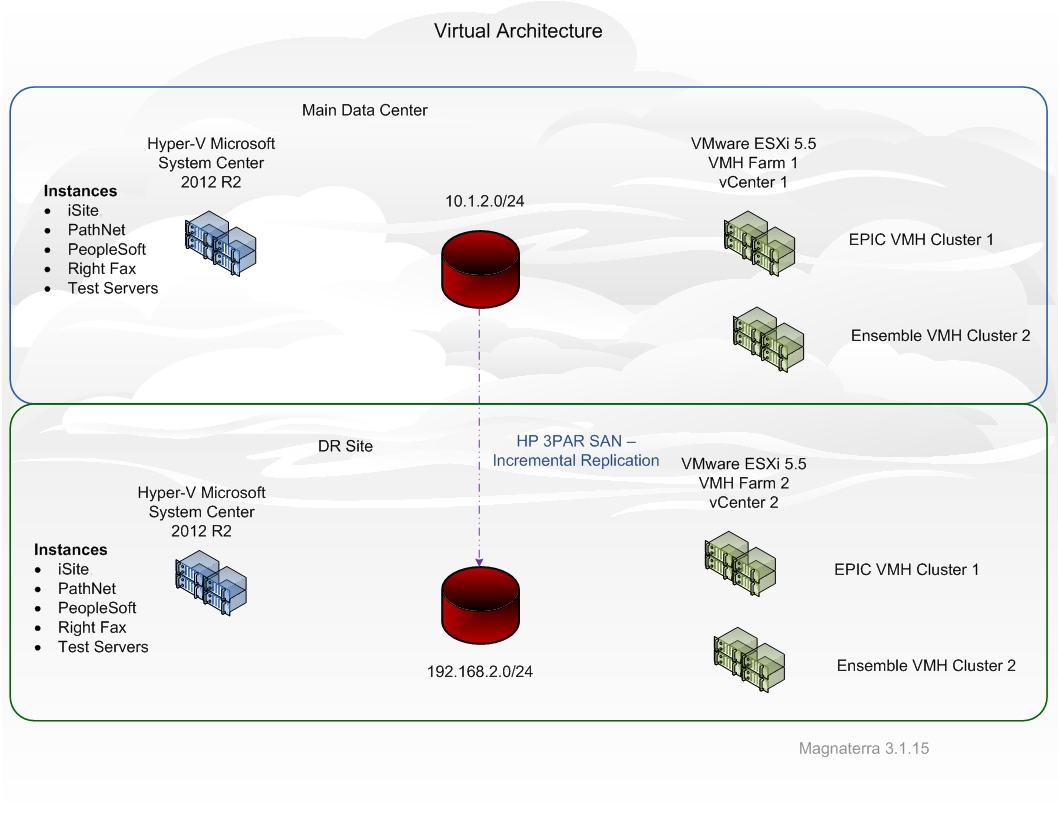 Virtual Architecture
Main Data Center
Hyper-V Microsoft
System Center
2012 R2
Instances
• iSite
• PathNet
• PeopleSoft
• Right Fax
• Test Servers
10.1.2.0/24
VMware ESXi 5.5
VMH Farm 1
vCenter 1
EPIC VMH Cluster 1
Ensemble VMH Cluster 2
DR Site
HP 3PAR SAN –
Incremental Replication
Hyper-V Microsoft
System Center
2012 R2
Instances
• iSite
• PathNet
• PeopleSoft
• Right Fax
• Test Servers
192.168.2.0/24
VMware ESXi 5.5
VMH Farm 2
vCenter 2
EPIC VMH Cluster 1
Ensemble VMH Cluster 2
Magnaterra 3.1.15